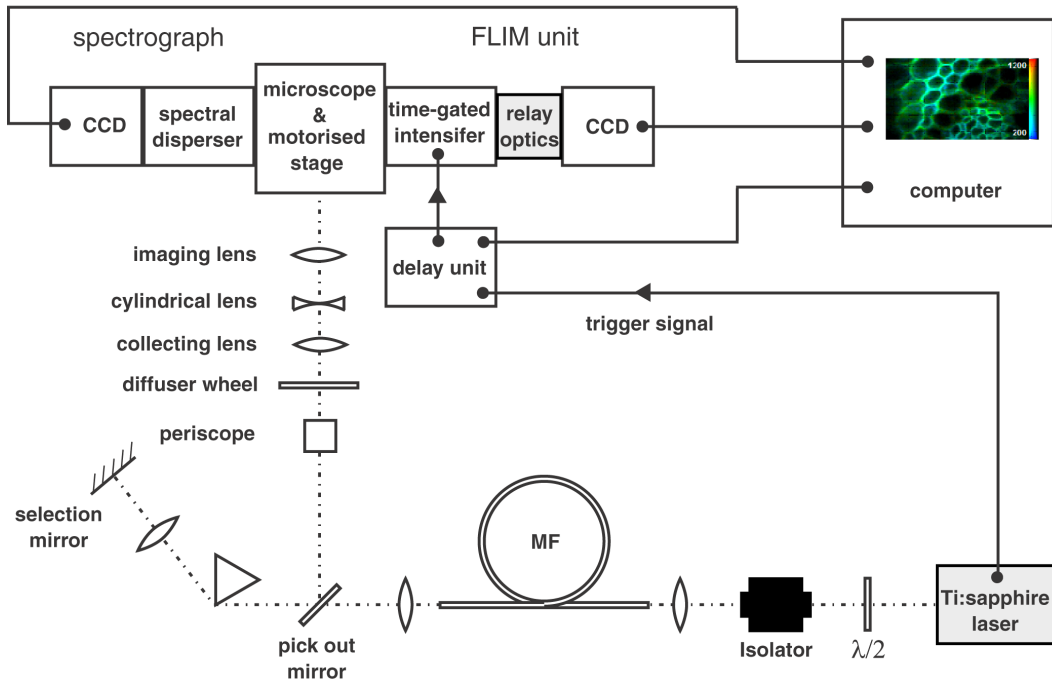 spectrograph
FLIM unit
CCD
spectral
disperser
microscope
&
motorised
stage
time-gated
intensifer
relay
optics
CCD
1200
200
computer
delay unit
trigger signal
imaging lens
cylindrical lens
collecting lens
diffuser wheel
periscope
selection
mirror
pick out
mirror
MF
Isolator
λ/2
Ti:sapphire
laser